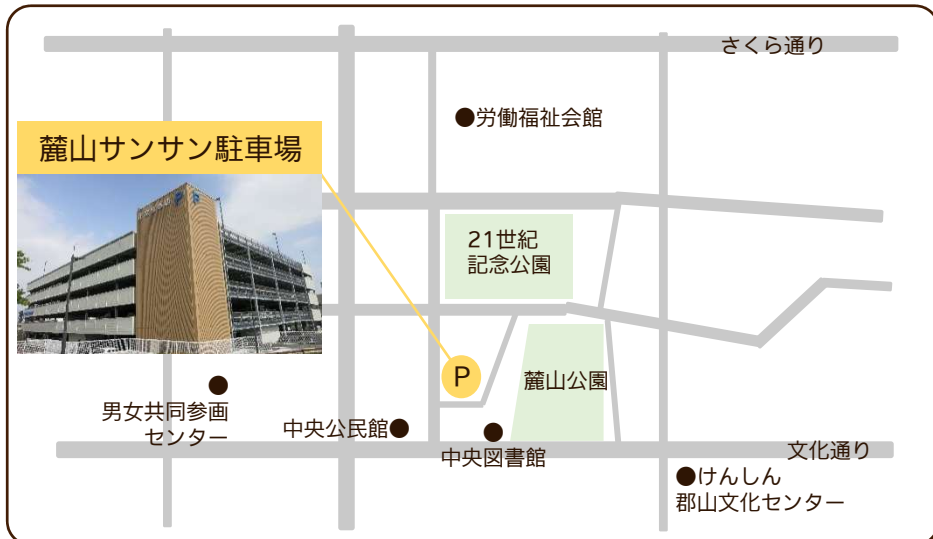 さくら通り
●労働福祉会館
麓山サンサン駐車場
21世紀
記念公園
P
麓山公園
男女共同参画
センター
中央公民館●
中央図書館
文化通り
●けんしん
郡山文化センター